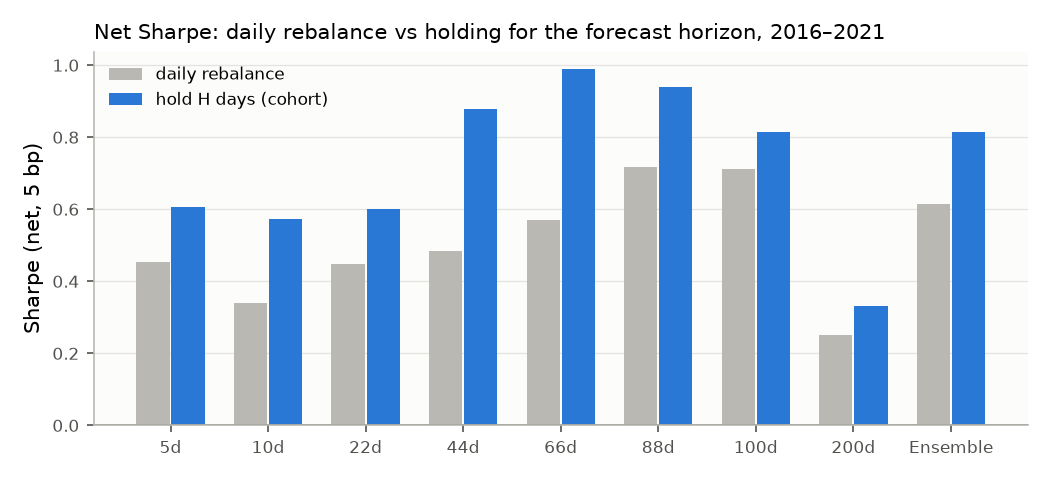 Net Sharpe: daily rebalance vs holding for the forecast horizon, 2016–2021
daily rebalance
hold H days (cohort)
Sharpe (net, 5 bp)
1.0
0.8
0.6
0.4
0.2
0.0
5d 10d 22d 44d 66d 88d 100d 200d Ensemble